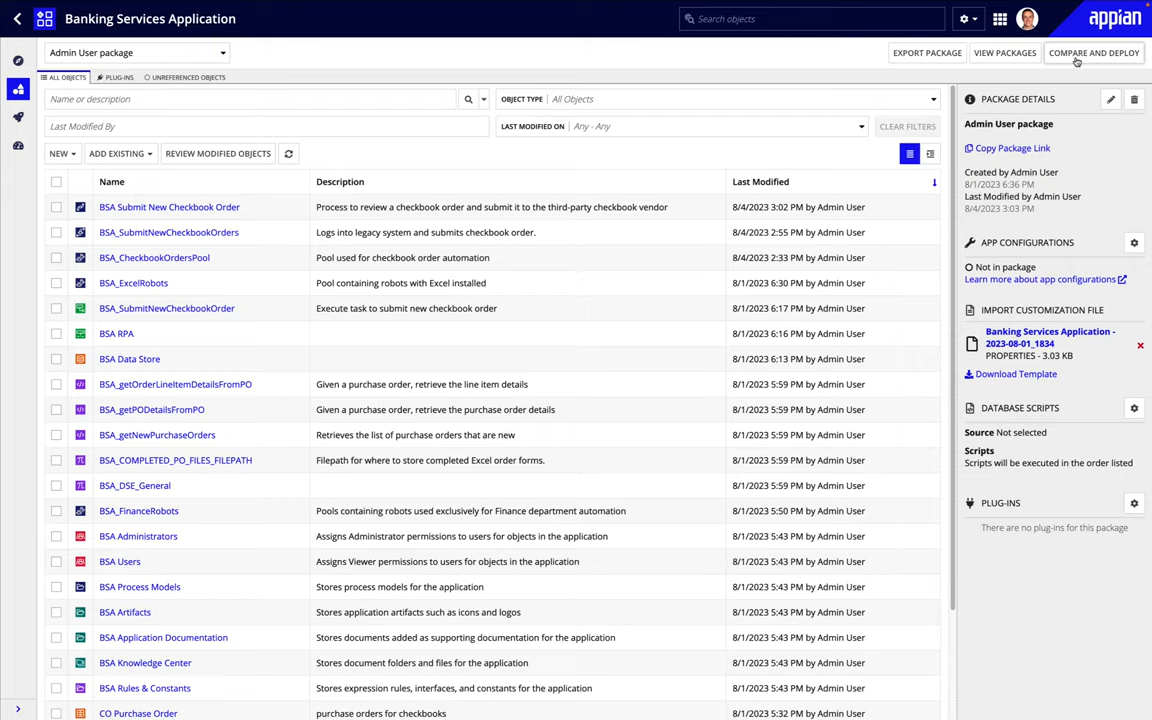 Banking Services Application
Search objects
appian
Admin User package
EXPORT PACKAGE
VIEW PACKAGES
COMPARE AND DEPLOY
ALL OBJECTS
PLUG-INS
UNREFERENCED OBJECTS
Name or description
OBJECT TYPE All Objects
Last Modified By
LAST MODIFIED ON Any - Any
CLEAR FILTERS
NEW
ADD EXISTING
REVIEW MODIFIED OBJECTS
Name Description Last Modified
BSA Submit New Checkbook Order Process to review a checkbook order and submit it to the third-party checkbook vendor 8/4/2023 3:02 PM by Admin User
BSA_SubmitNewCheckbookOrders Logs into legacy system and submits checkbook order. 8/4/2023 2:55 PM by Admin User
BSA_CheckbookOrdersPool Pool used for checkbook order automation 8/4/2023 2:33 PM by Admin User
BSA_ExcelRobots Pool containing robots with Excel installed 8/1/2023 6:30 PM by Admin User
BSA_SubmitNewCheckbookOrder Execute task to submit new checkbook order 8/1/2023 6:17 PM by Admin User
BSA RPA 8/1/2023 6:16 PM by Admin User
BSA Data Store 8/1/2023 6:13 PM by Admin User
BSA_getOrderLineItemDetailsFromPO Given a purchase order, retrieve the line item details 8/1/2023 5:59 PM by Admin User
BSA_getPODetailsFromPO Given a purchase order, retrieve the purchase order details 8/1/2023 5:59 PM by Admin User
BSA_getNewPurchaseOrders Retrieves the list of purchase orders that are new 8/1/2023 5:59 PM by Admin User
BSA_COMPLETED_PO_FILES_FILEPATH Filepath for where to store completed Excel order forms. 8/1/2023 5:59 PM by Admin User
BSA_DSE_General 8/1/2023 5:59 PM by Admin User
BSA_FinanceRobots Pools containing robots used exclusively for Finance department automation 8/1/2023 5:59 PM by Admin User
BSA Administrators Assigns Administrator permissions to users for objects in the application 8/1/2023 5:43 PM by Admin User
BSA Users Assigns Viewer permissions to users for objects in the application 8/1/2023 5:43 PM by Admin User
BSA Process Models Stores process models for the application 8/1/2023 5:43 PM by Admin User
BSA Artifacts Stores application artifacts such as icons and logos 8/1/2023 5:43 PM by Admin User
BSA Application Documentation Stores documents added as supporting documentation for the application 8/1/2023 5:43 PM by Admin User
BSA Knowledge Center Stores document folders and files for the application 8/1/2023 5:43 PM by Admin User
BSA Rules & Constants Stores expression rules, interfaces, and constants for the application 8/1/2023 5:43 PM by Admin User
CO Purchase Order purchase orders for checkbooks 8/1/2023 5:43 PM by Admin User
PACKAGE DETAILS
Admin User package
Copy Package Link
Created by Admin User
8/1/2023 6:36 PM
Last Modified by Admin User
8/4/2023 3:03 PM
APP CONFIGURATIONS
Not in package
Learn more about app configurations
IMPORT CUSTOMIZATION FILE
Banking Services Application -
2023-08-01_1834
PROPERTIES - 3.03 KB
Download Template
DATABASE SCRIPTS
Source Not selected
Scripts
Scripts will be executed in the order listed
PLUG-INS
There are no plug-ins for this package